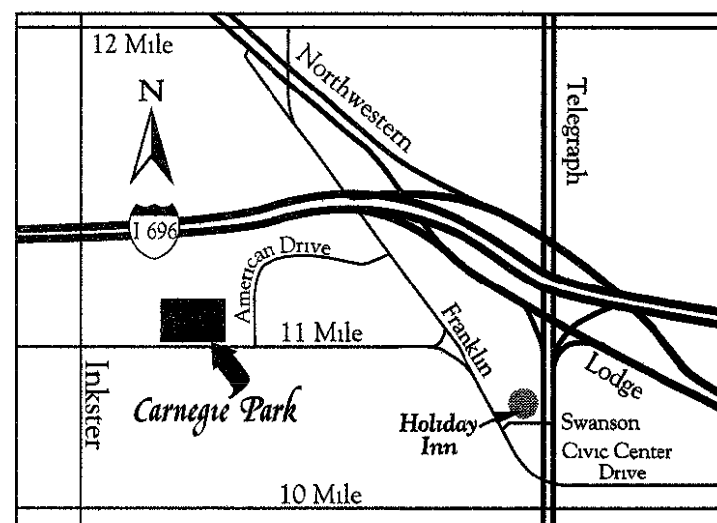 12 Mile
Northwestern
Telegraph
N
I 696
American Drive
11 Mile
Franklin
Lodge
Inkster
Carnegie Park
Holiday
Inn
Swanson
Civic Center
Drive
10 Mile